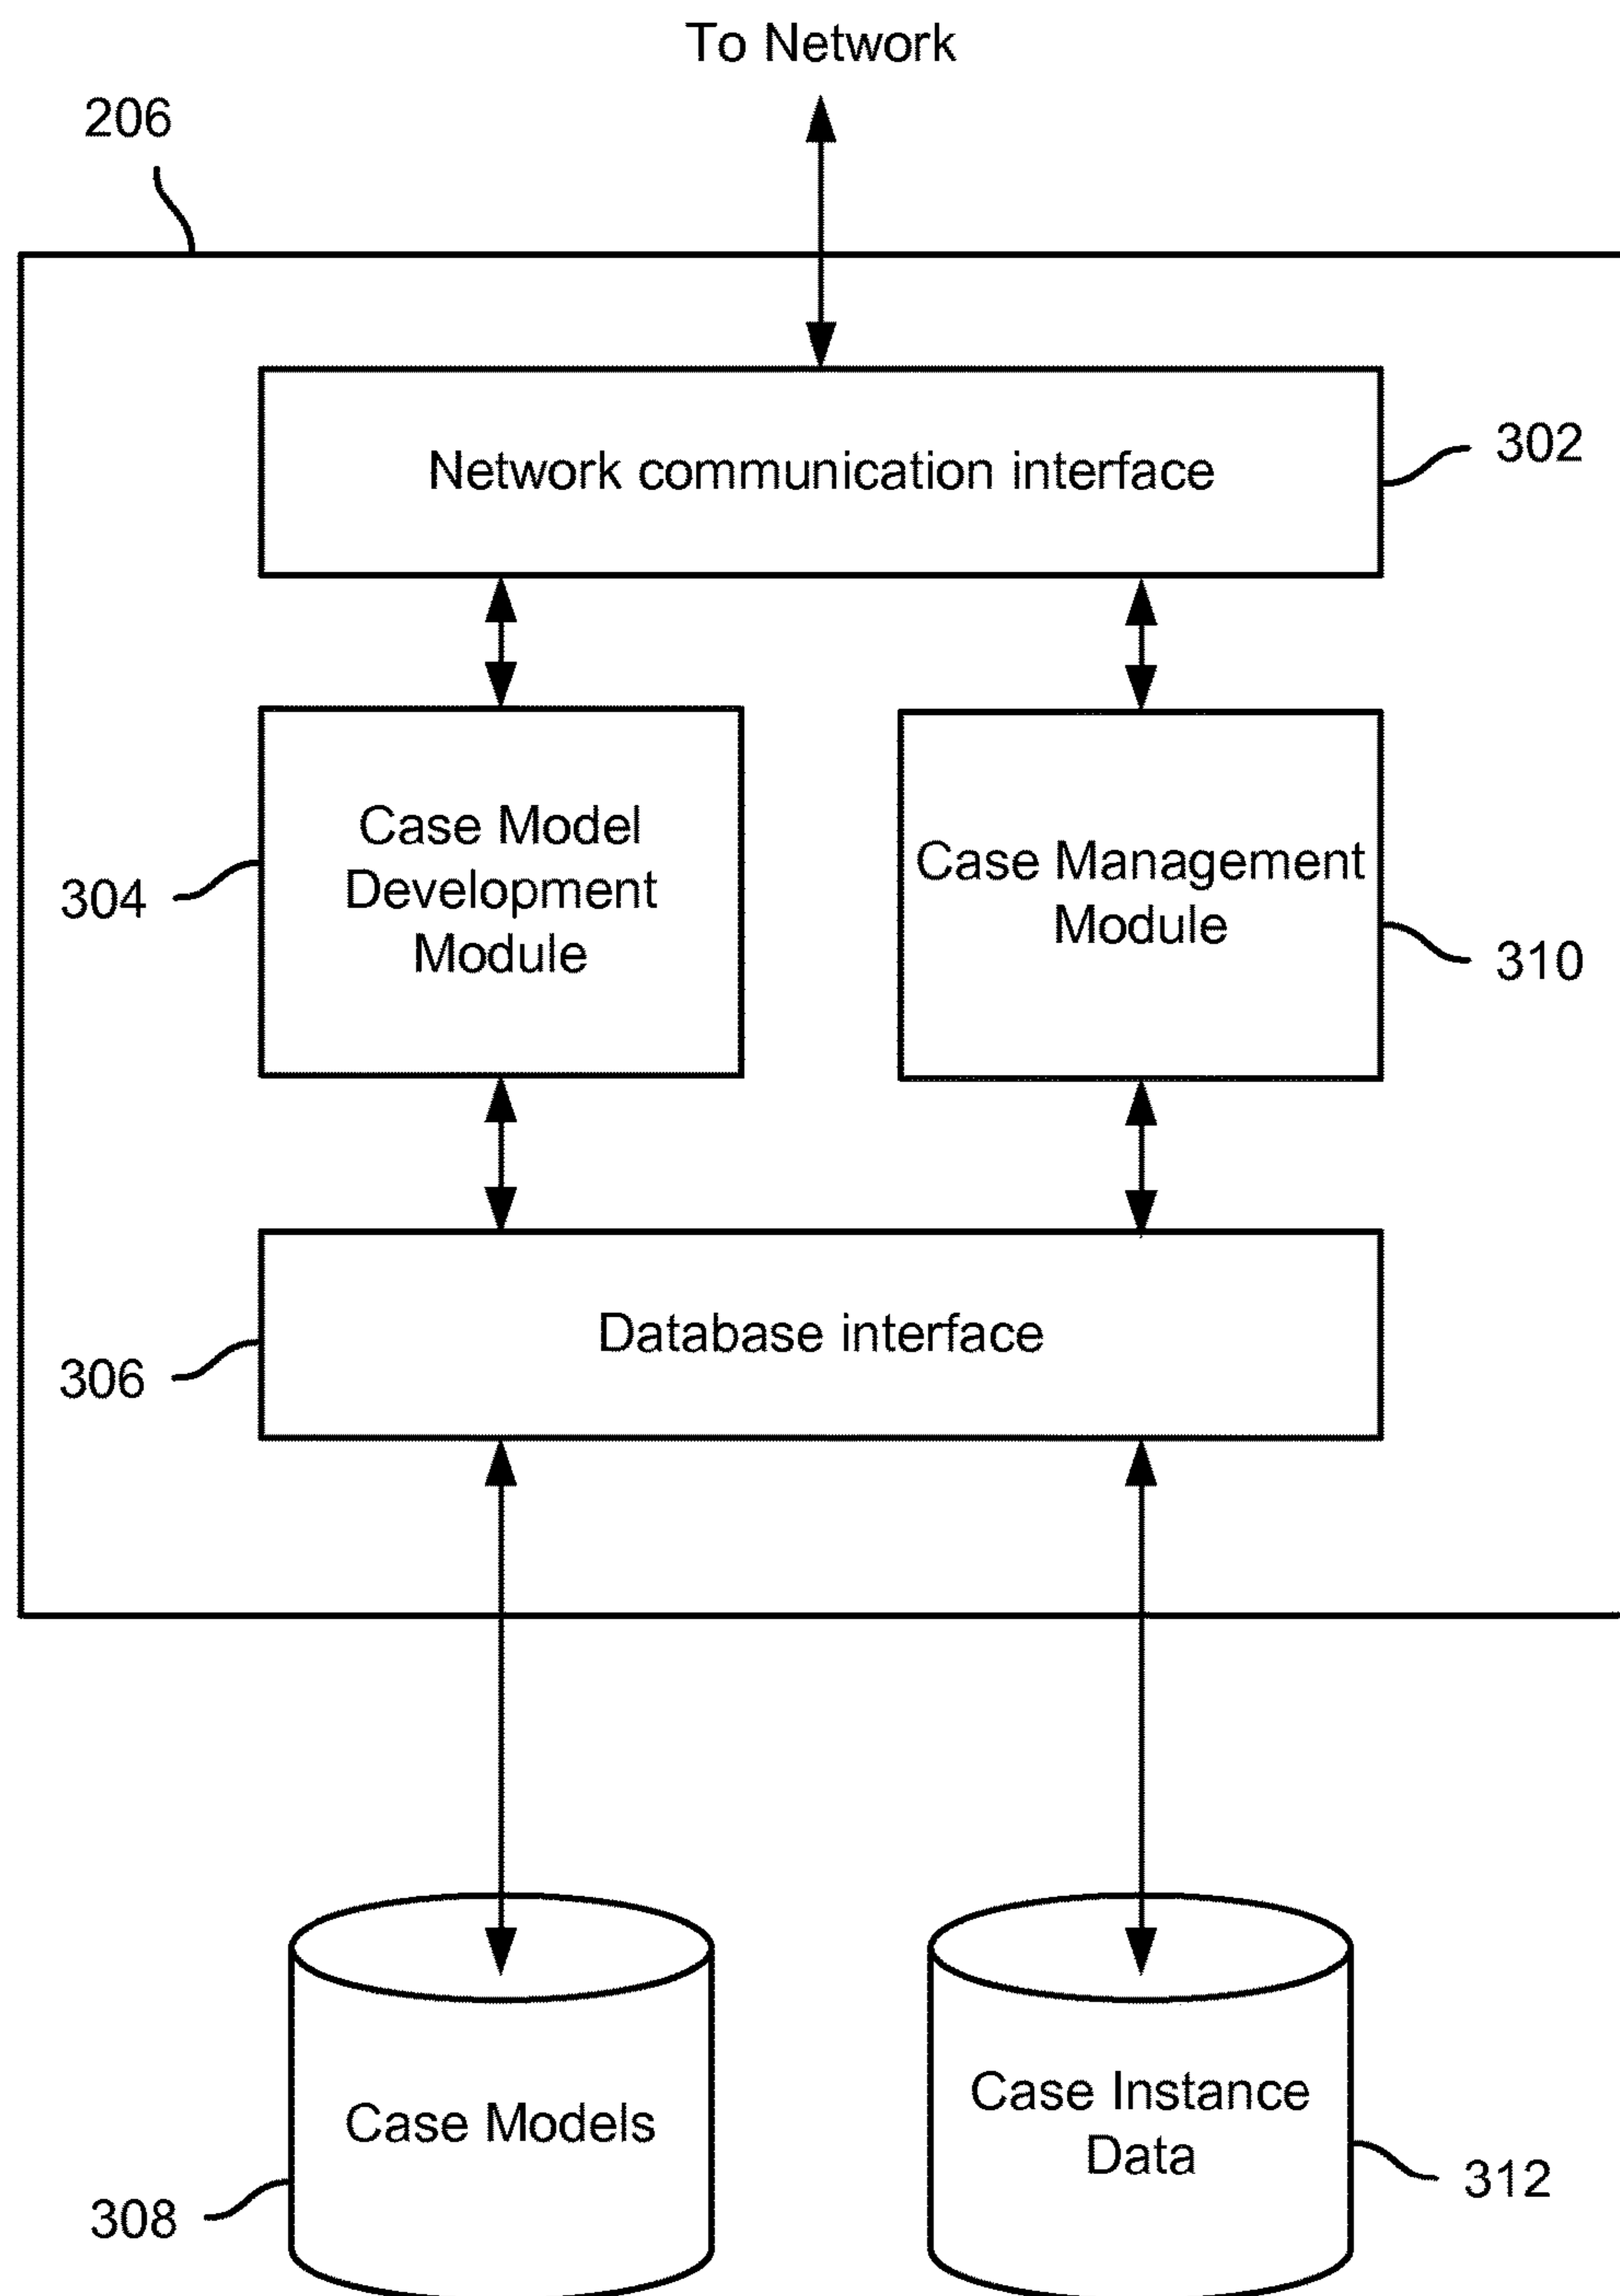 To Network
206
Network communication interface
302
Case Model
Development
Module
304
Case Management
Module
310
Database interface
306
Case Models
308
Case Instance
Data
312